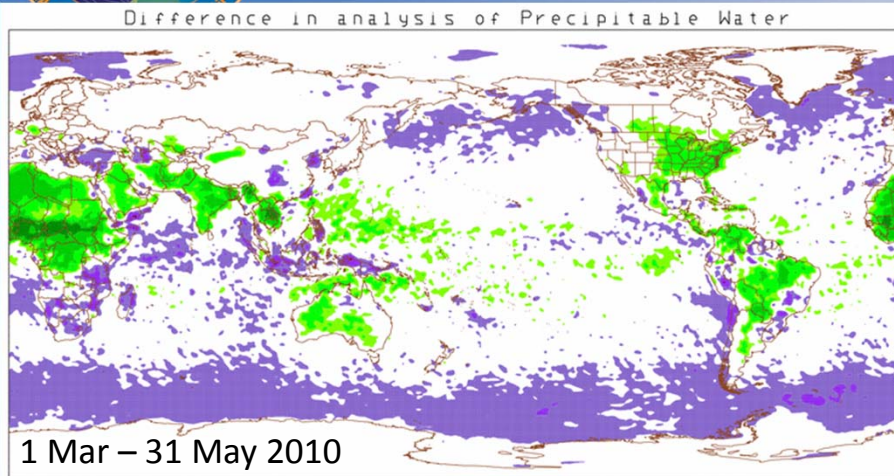 Difference in analysis of Precipitable Water
1 Mar – 31 May 2010